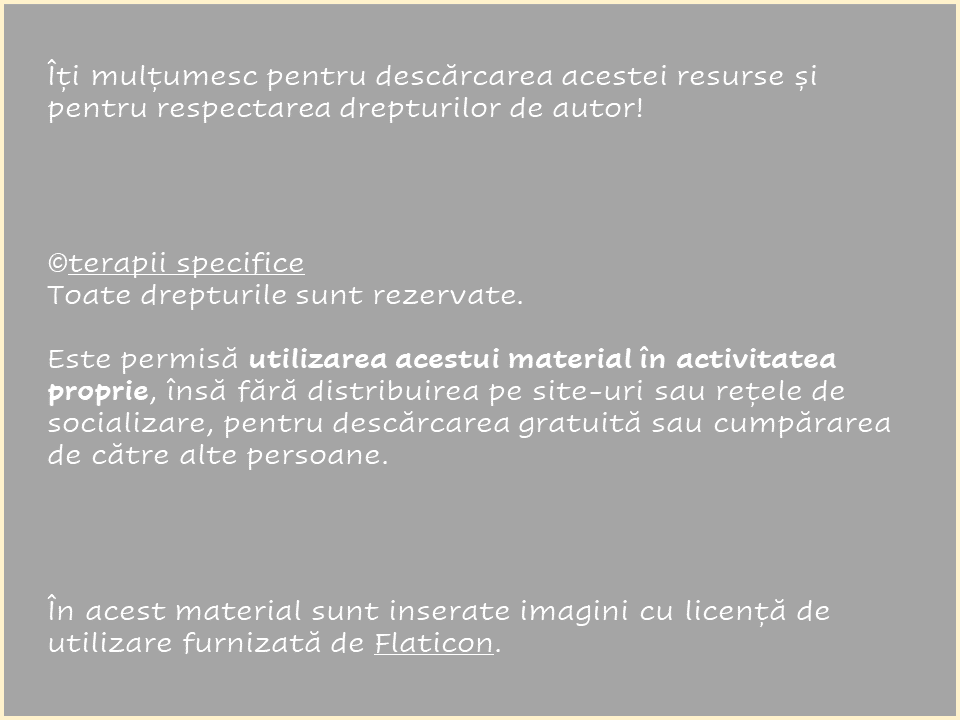 Îți mulțumesc pentru descărcarea acestei resurse și
pentru respectarea drepturilor de autor!
©terapii specifice
Toate drepturile sunt rezervate.
Este permisă utilizarea acestui material în activitatea
proprie, însă fără distribuirea pe site-uri sau rețele de
socializare, pentru descărcarea gratuită sau cumpărarea
de către alte persoane.
În acest material sunt inserate imagini cu licență de
utilizare furnizată de Flaticon.